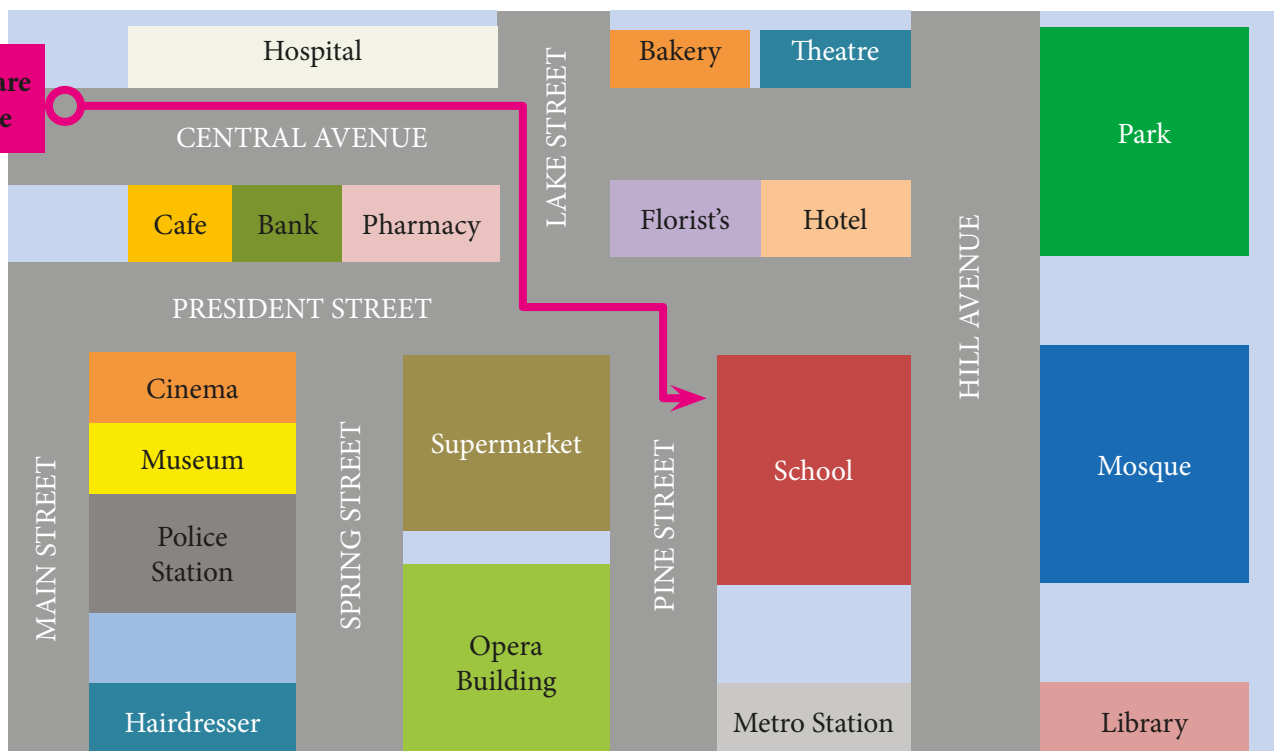 Hospital
Bakery
Theatre
CENTRAL AVENUE
LAKE STREET
Park
Cafe
Bank
Pharmacy
Florist's
Hotel
PRESIDENT STREET
HILL AVENUE
Cinema
Museum
Police
Station
Hairdresser
MAIN STREET
SPRING STREET
Supermarket
Opera
Building
PINE STREET
School
Metro Station
Mosque
Library